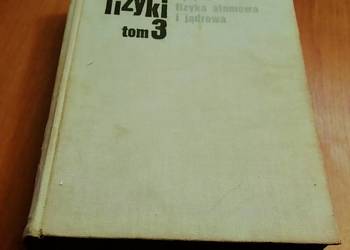 fizyki
tom 3
fizyka atomowa
i jądrowa